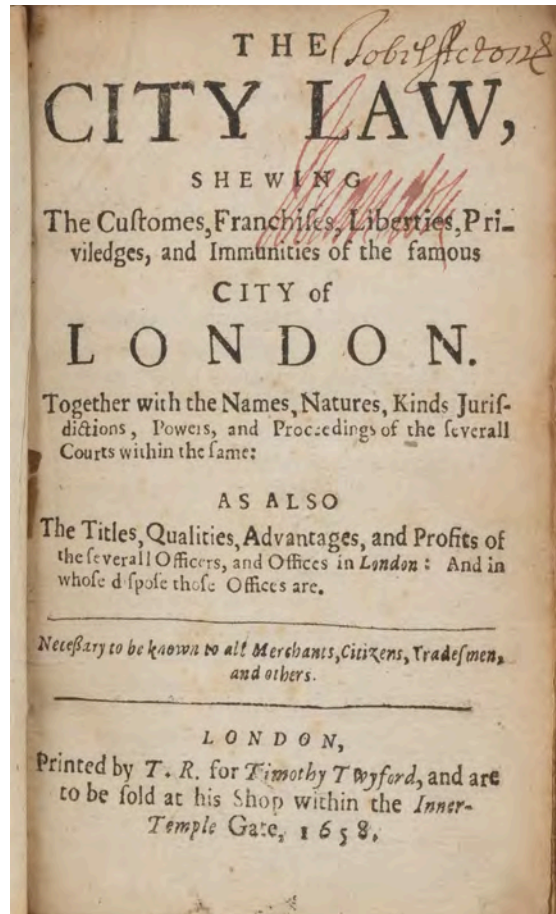 THE
CITY LAW,
SHEWING
The Cuſtomes, Franchiſes, Liberties, Pri-
viledges, and Immunities of the famous
CITY of
LONDON.
Together with the Names, Natures, Kinds Juriſ-
dictions, Powers, and Proceedings of the ſeverall
Courts within the ſame:
AS ALSO
The Titles, Qualities, Advantages, and Profits of
the ſeverall Officers, and Offices in London: And in
whoſe diſpoſe thoſe Offices are.
Neceßary to be known to all Merchants, Citizens, Tradeſmen,
and others.
LONDON,
Printed by T. R. for Timothy Twyford, and are
to be ſold at his Shop within the Inner-
Temple Gate, 1658.